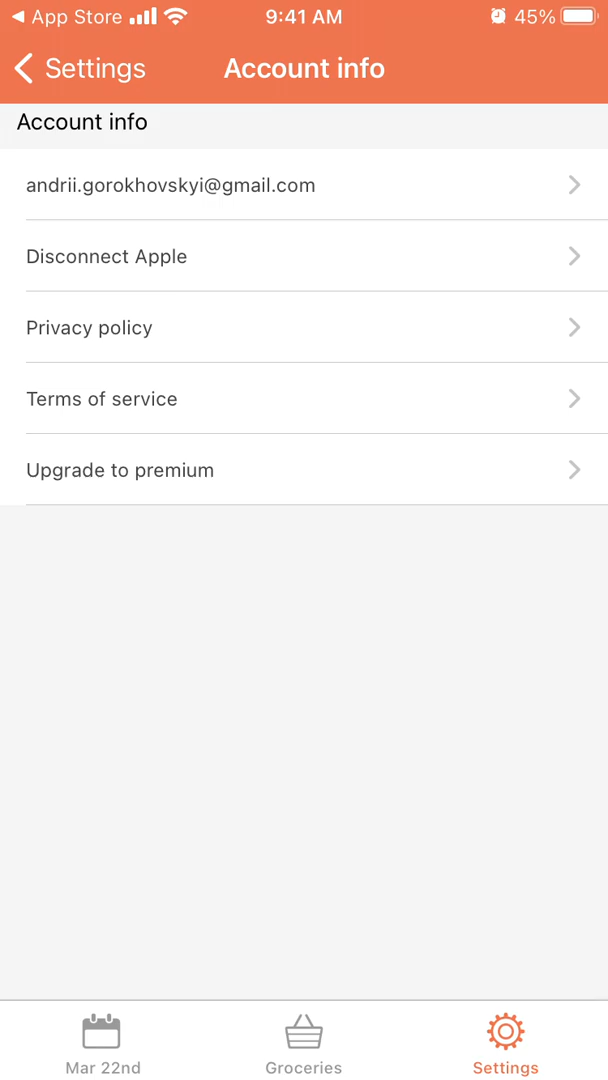 App Store 9:41 AM 45%
Settings Account info
Account info
andrii.gorokhovskyi@gmail.com
Disconnect Apple
Privacy policy
Terms of service
Upgrade to premium
Mar 22nd Groceries Settings